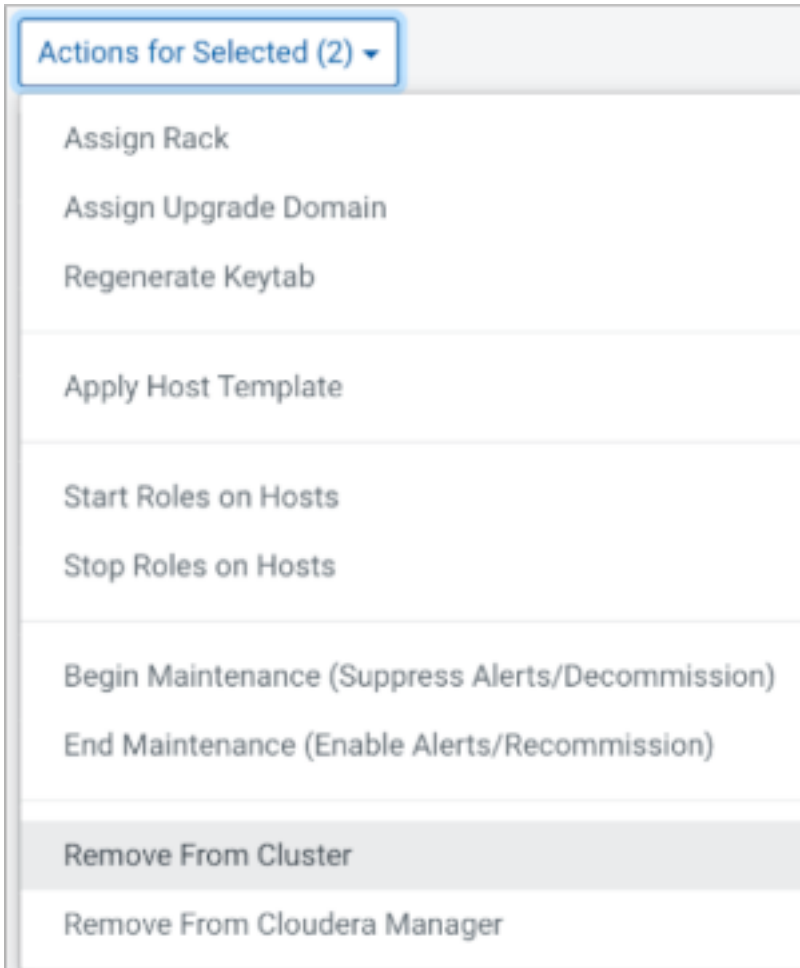 Actions for Selected (2)
Assign Rack
Assign Upgrade Domain
Regenerate Keytab
Apply Host Template
Start Roles on Hosts
Stop Roles on Hosts
Begin Maintenance (Suppress Alerts/Decommission)
End Maintenance (Enable Alerts/Recommission)
Remove From Cluster
Remove From Cloudera Manager